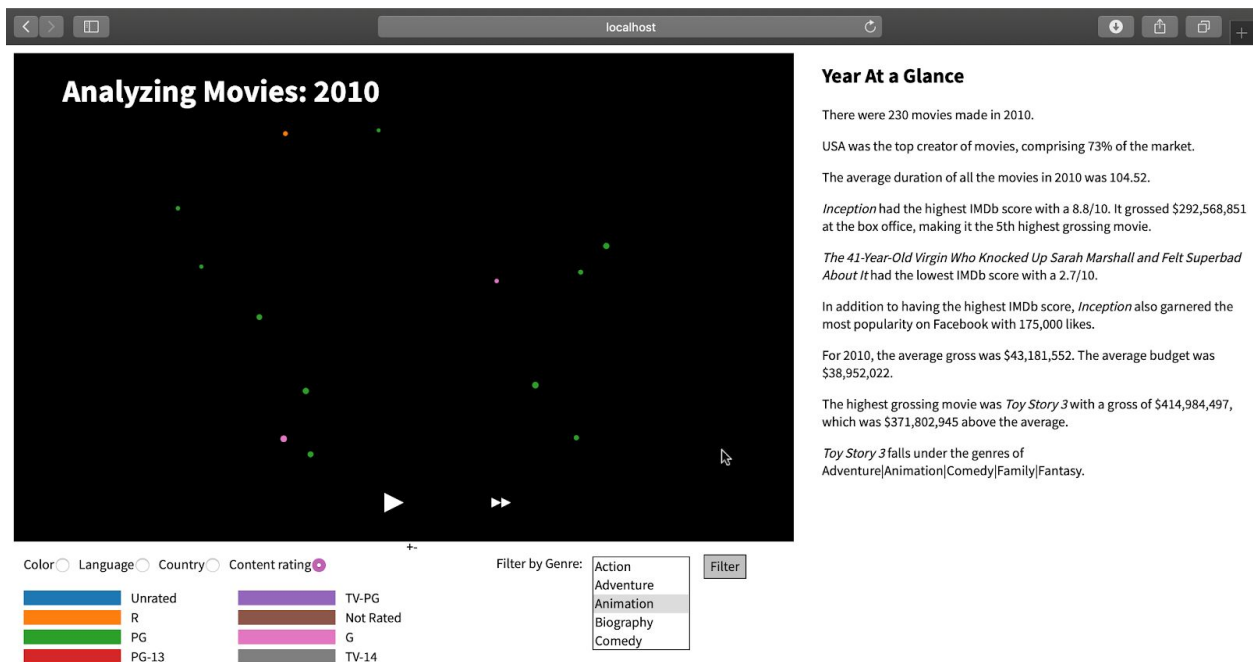 localhost
Analyzing Movies: 2010
+-
Color Language Country Content rating
Unrated TV-PG
R Not Rated
PG G
PG-13 TV-14
Filter by Genre:
Action
Adventure
Animation
Biography
Comedy
Filter
Year At a Glance
There were 230 movies made in 2010.
USA was the top creator of movies, comprising 73% of the market.
The average duration of all the movies in 2010 was 104.52.
Inception had the highest IMDb score with a 8.8/10. It grossed $292,568,851
at the box office, making it the 5th highest grossing movie.
The 41-Year-Old Virgin Who Knocked Up Sarah Marshall and Felt Superbad
About It had the lowest IMDb score with a 2.7/10.
In addition to having the highest IMDb score, Inception also garnered the
most popularity on Facebook with 175,000 likes.
For 2010, the average gross was $43,181,552. The average budget was
$38,952,022.
The highest grossing movie was Toy Story 3 with a gross of $414,984,497,
which was $371,802,945 above the average.
Toy Story 3 falls under the genres of
Adventure|Animation|Comedy|Family|Fantasy.